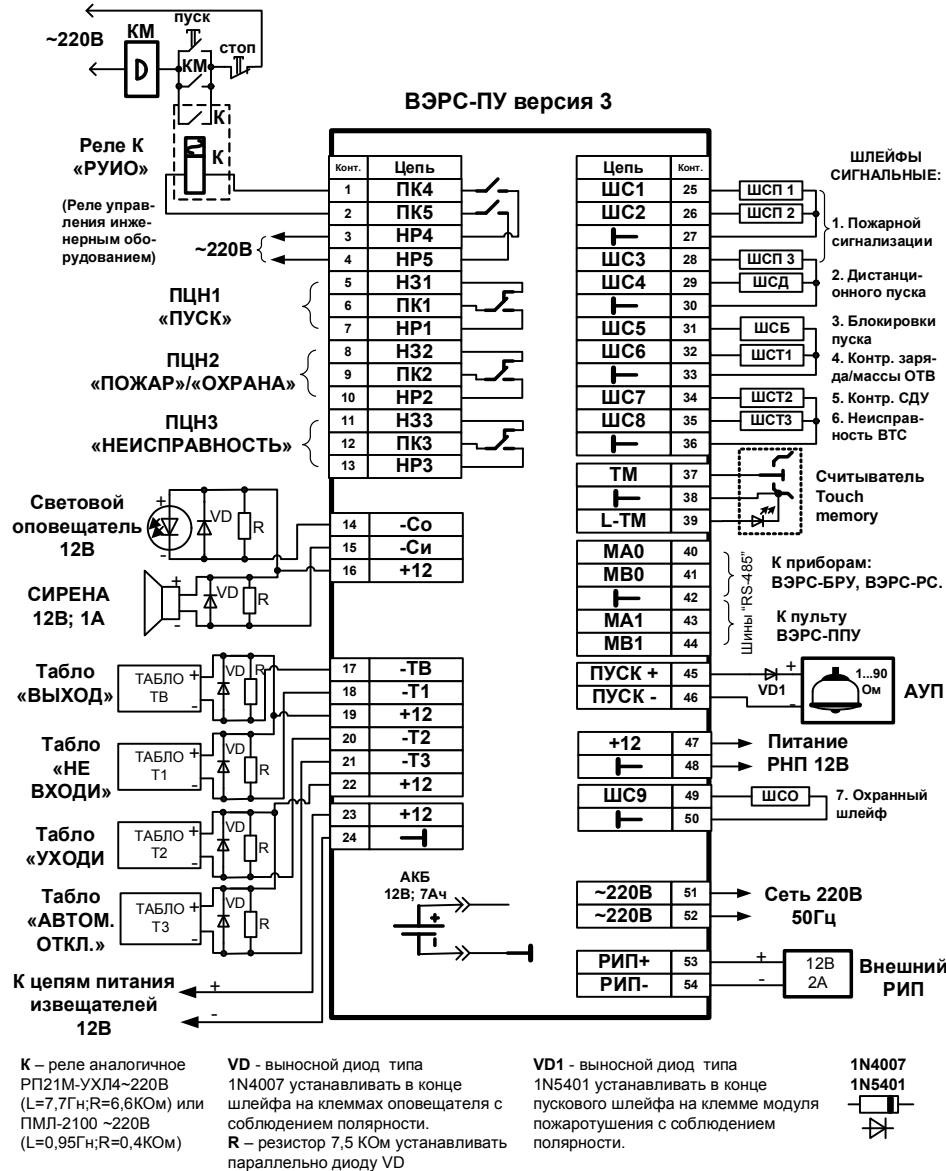 пуск
~220В
КМ
стоп
D
КМ
К
ВЭРС-ПУ версия 3
Реле К
«РУИО»
К
(Реле управ-
ления инже-
нерным обо-
рудованием)
~220В
ПЦН1
«ПУСК»
ПЦН2
«ПОЖАР»/«ОХРАНА»
ПЦН3
«НЕИСПРАВНОСТЬ»
Конт. Цепь
1 ПК4
2 ПК5
3 НР4
4 НР5
5 НЗ1
6 ПК1
7 НР1
8 НЗ2
9 ПК2
10 НР2
11 НЗ3
12 ПК3
13 НР3
Световой
оповещатель
12В
+
-
VD
R
14 -Со
15 -Си
16 +12
СИРЕНА
12В; 1А
+
-
VD
R
Табло
«ВЫХОД»
ТАБЛО +
ТВ -
VD
R
17 -ТВ
18 -Т1
19 +12
20 -Т2
21 -Т3
22 +12
23 +12
24
Табло
«НЕ
ВХОДИ»
ТАБЛО +
Т1 -
VD
R
Табло
«УХОДИ
ТАБЛО +
Т2 -
VD
R
Табло
«АВТОМ.
ОТКЛ.»
ТАБЛО +
Т3 -
VD
R
К цепям питания
извещателей
12В
+
-
АКБ
12В; 7Ач
+
-
Цепь Конт.
ШС1 25 ШСП 1
ШС2 26 ШСП 2
27
ШС3 28 ШСП 3
ШС4 29 ШСД
30
ШС5 31 ШСБ
ШС6 32 ШСТ1
33
ШС7 34 ШСТ2
ШС8 35 ШСТ3
36
ШЛЕЙФЫ
СИГНАЛЬНЫЕ:
1. Пожарной
сигнализации
2. Дистанци-
онного пуска
3. Блокировки
пуска
4. Контр. заря-
да/массы ОТВ
5. Контр. СДУ
6. Неисправ-
ность ВТС
ТМ 37
38
L-ТМ 39
Считыватель
Touch
memory
МА0 40
МВ0 41
42
МА1 43
МВ1 44
Шины "RS-485"
К приборам:
ВЭРС-БРУ, ВЭРС-РС.
К пульту
ВЭРС-ППУ
ПУСК + 45
ПУСК - 46
VD1
+
-
1...90
Ом
АУП
+12 47
48
Питание
РНП 12В
ШС9 49 ШСО
50
7. Охранный
шлейф
~220В 51
~220В 52
Сеть 220В
50Гц
РИП+ 53 +
РИП- 54 -
12В
2А
Внешний
РИП
К – реле аналогичное
РП21М-УХЛ4~220В
(L=7,7Гн;R=6,6КОм) или
ПМЛ-2100 ~220В
(L=0,95Гн;R=0,4КОм)
VD - выносной диод типа
1N4007 устанавливать в конце
шлейфа на клеммах оповещателя с
соблюдением полярности.
R – резистор 7,5 КОм устанавливать
параллельно диоду VD
VD1 - выносной диод типа
1N5401 устанавливать в конце
пускового шлейфа на клемме модуля
пожаротушения с соблюдением
полярности.
1N4007
1N5401